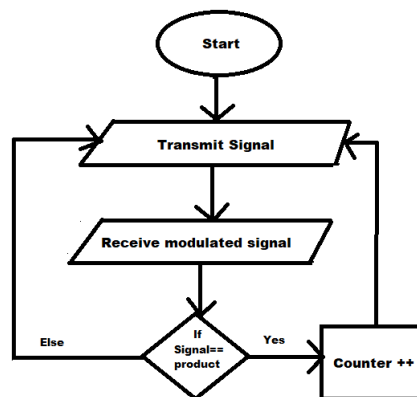 Start
Transmit Signal
Receive modulated signal
If
Signal==
product
Else
Yes
Counter ++